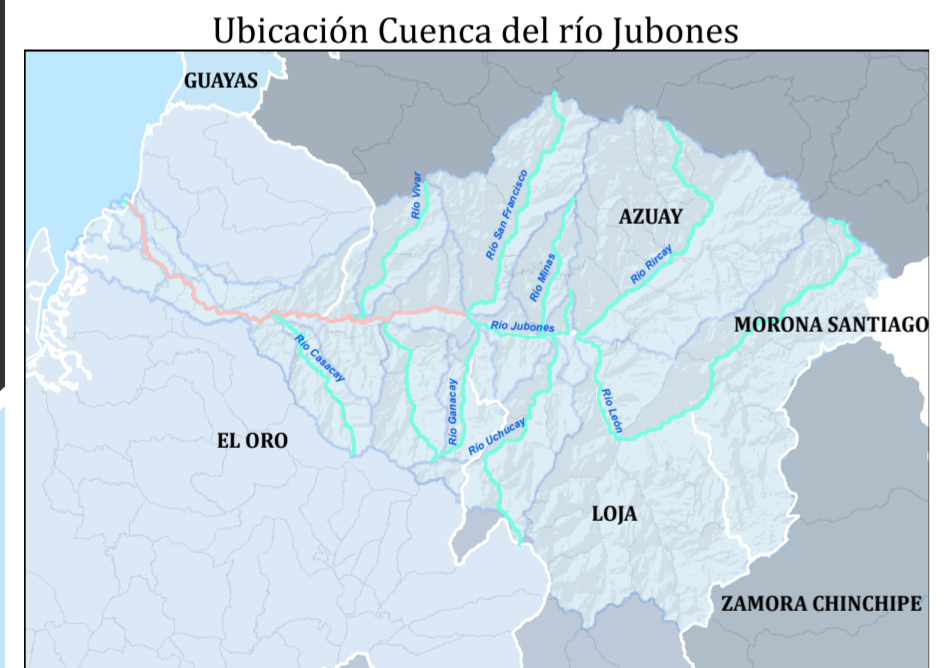 Ubicación Cuenca del río Jubones
GUAYAS
Río Vivar
Río San Francisco
AZUAY
Río Minas
Río Rircay
Río Jubones
MORONA SANTIAGO
Río Casacay
Río Ganacay
Río León
Río Uchucay
EL ORO
LOJA
ZAMORA CHINCHIPE